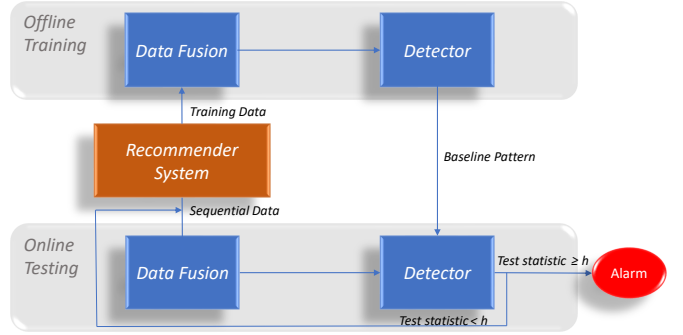 Offline
Training
Data Fusion
Detector
Training Data
Recommender
System
Baseline Pattern
Sequential Data
Online
Testing
Data Fusion
Detector
Test statistic ≥ h
Alarm
Test statistic < h